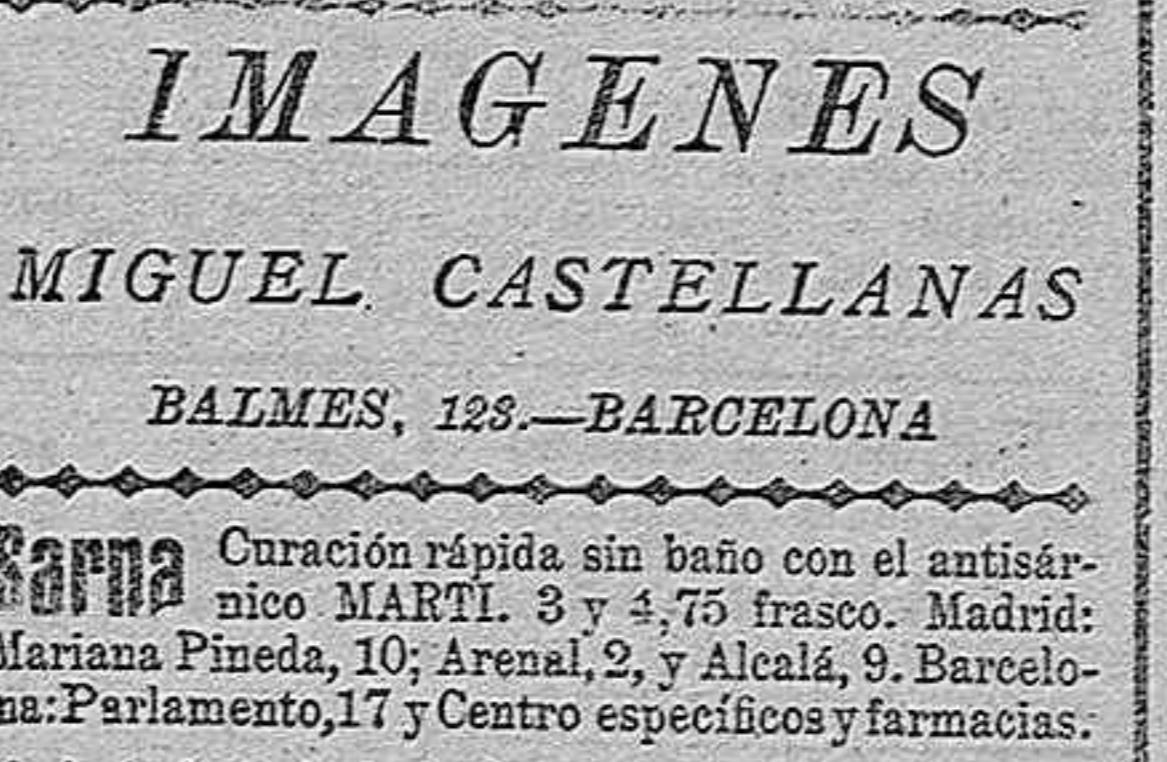 IMAGENES
MIGUEL CASTELLANAS
BALMES, 123.—BARCELONA
Sarna Curación rápida sin baño con el antisár-
nico MARTI. 3 y 4,75 frasco. Madrid:
Mariana Pineda, 10; Arenal, 2, y Alcalá, 9. Barcelo-
na: Parlamento, 17 y Centro específicos y farmacias.